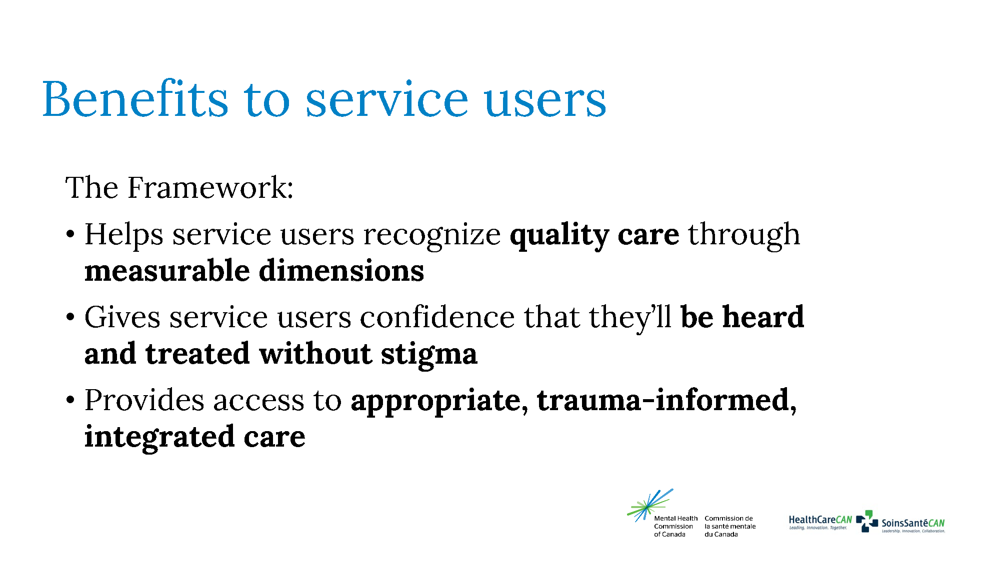 Benefits to service users
The Framework:
• Helps service users recognize quality care through
measurable dimensions
• Gives service users confidence that they’ll be heard
and treated without stigma
• Provides access to appropriate, trauma-informed,
integrated care
Mental Health
Commission
of Canada
Commission de
la santé mentale
du Canada
HealthCareCAN
Leading. Innovation. Together.
SoinsSantéCAN
Leadership. Innovation. Collaboration.